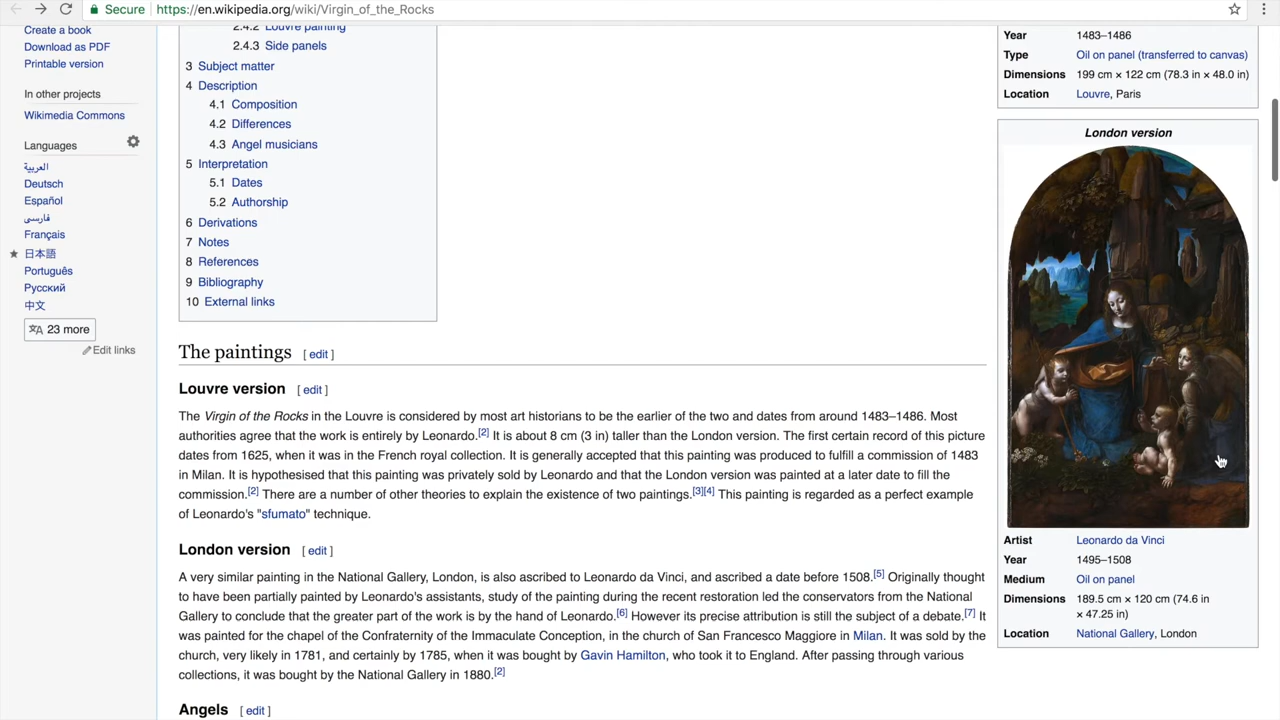 Secure https://en.wikipedia.org/wiki/Virgin_of_the_Rocks
Create a book
Download as PDF
Printable version
In other projects
Wikimedia Commons
Languages
العربية
Deutsch
Español
فارسی
Français
日本語
Português
Русский
中文
23 more
Edit links
2.4.2 Louvre painting
2.4.3 Side panels
3 Subject matter
4 Description
4.1 Composition
4.2 Differences
4.3 Angel musicians
5 Interpretation
5.1 Dates
5.2 Authorship
6 Derivations
7 Notes
8 References
9 Bibliography
10 External links
The paintings [ edit ]
Louvre version [ edit ]
The Virgin of the Rocks in the Louvre is considered by most art historians to be the earlier of the two and dates from around 1483–1486. Most
authorities agree that the work is entirely by Leonardo.[2] It is about 8 cm (3 in) taller than the London version. The first certain record of this picture
dates from 1625, when it was in the French royal collection. It is generally accepted that this painting was produced to fulfill a commission of 1483
in Milan. It is hypothesised that this painting was privately sold by Leonardo and that the London version was painted at a later date to fill the
commission.[2] There are a number of other theories to explain the existence of two paintings.[3][4] This painting is regarded as a perfect example
of Leonardo's "sfumato" technique.
London version [ edit ]
A very similar painting in the National Gallery, London, is also ascribed to Leonardo da Vinci, and ascribed a date before 1508.[5] Originally thought
to have been partially painted by Leonardo's assistants, study of the painting during the recent restoration led the conservators from the National
Gallery to conclude that the greater part of the work is by the hand of Leonardo.[6] However its precise attribution is still the subject of a debate.[7] It
was painted for the chapel of the Confraternity of the Immaculate Conception, in the church of San Francesco Maggiore in Milan. It was sold by the
church, very likely in 1781, and certainly by 1785, when it was bought by Gavin Hamilton, who took it to England. After passing through various
collections, it was bought by the National Gallery in 1880.[2]
Angels [ edit ]
Year 1483–1486
Type Oil on panel (transferred to canvas)
Dimensions 199 cm × 122 cm (78.3 in × 48.0 in)
Location Louvre, Paris
London version
Artist Leonardo da Vinci
Year 1495–1508
Medium Oil on panel
Dimensions 189.5 cm × 120 cm (74.6 in
× 47.25 in)
Location National Gallery, London